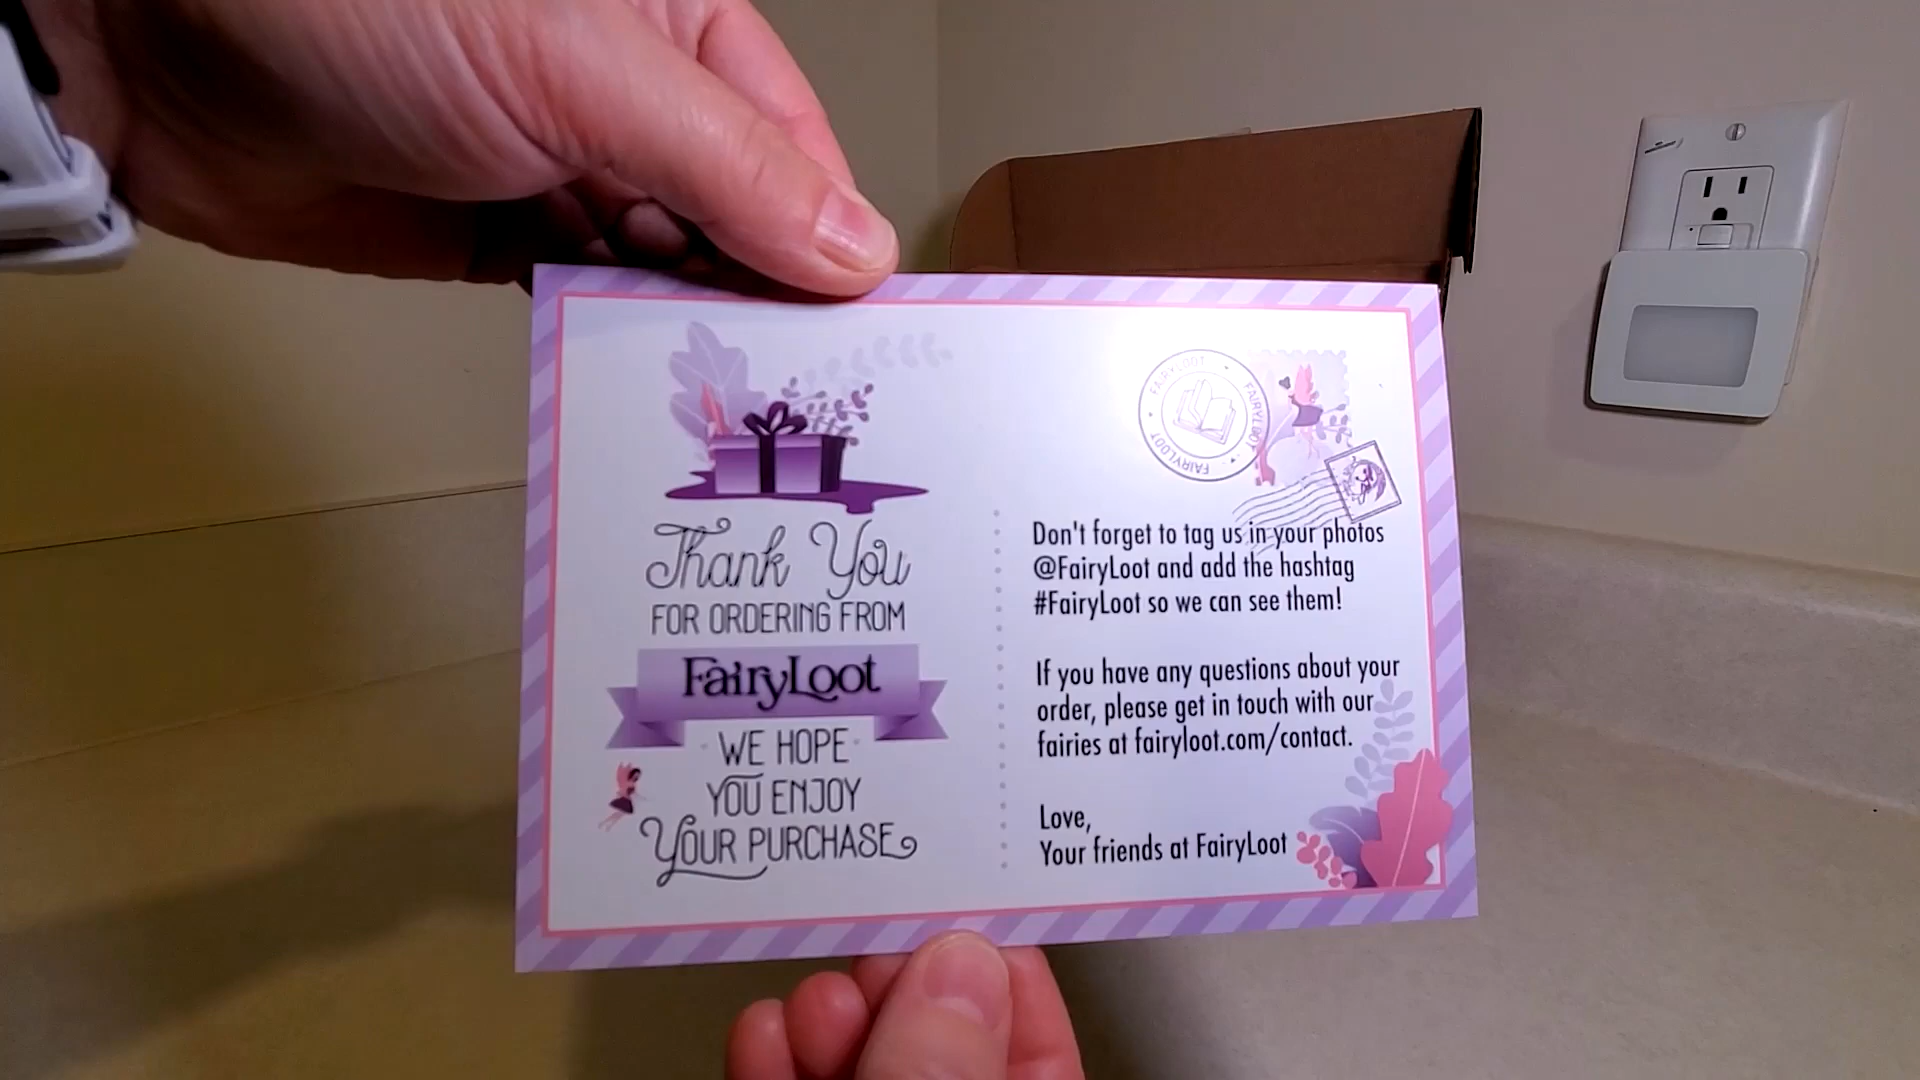 Thank You
FOR ORDERING FROM
FairyLoot
WE HOPE
YOU ENJOY
YOUR PURCHASE
FAIRYLOOT
FAIRYLOOT
FAIRYLOOT
Don't forget to tag us in your photos
@FairyLoot and add the hashtag
#FairyLoot so we can see them!
If you have any questions about your
order, please get in touch with our
fairies at fairyloot.com/contact.
Love,
Your friends at FairyLoot